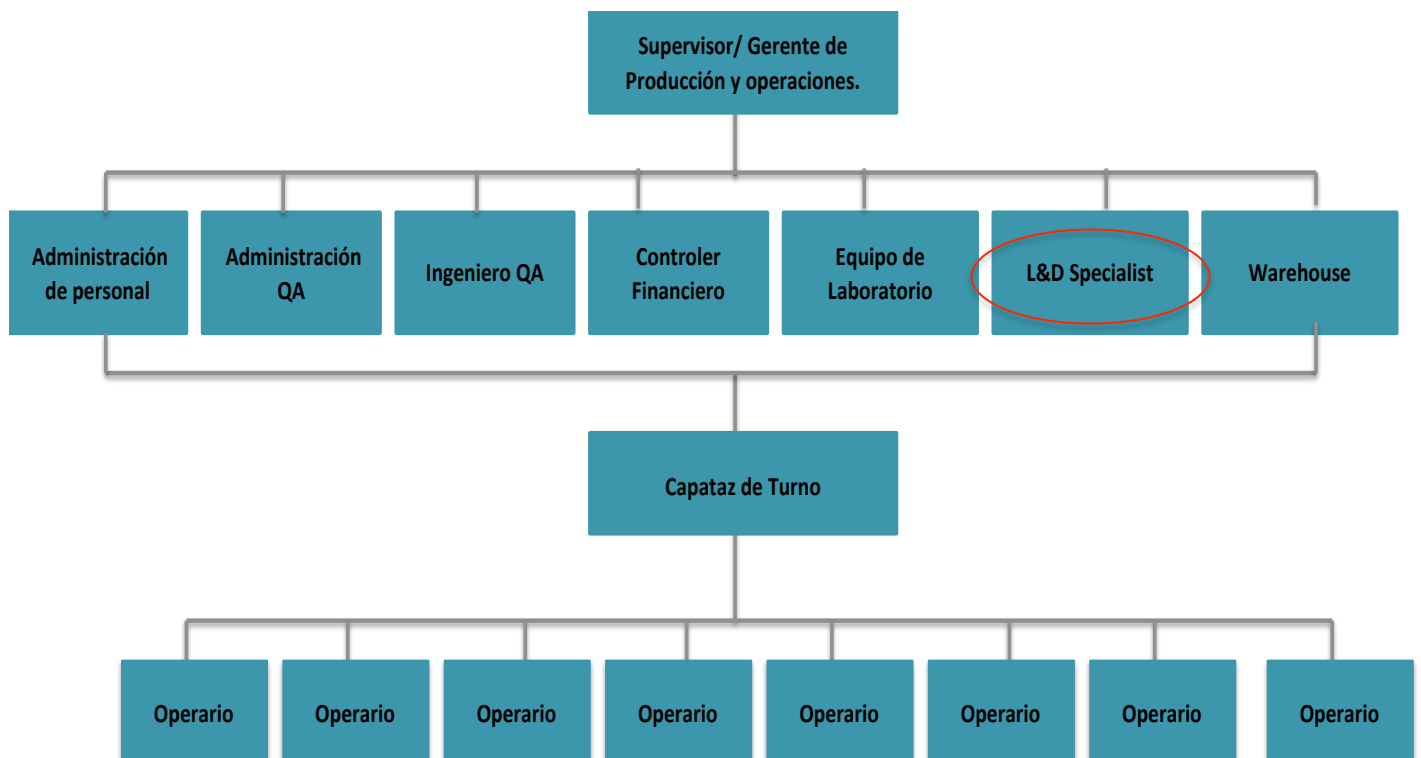 Supervisor/ Gerente de
Producción y operaciones.
Administración
de personal
Administración
QA
Ingeniero QA
Controler
Financiero
Equipo de
Laboratorio
L&D Specialist
Warehouse
Capataz de Turno
Operario
Operario
Operario
Operario
Operario
Operario
Operario
Operario